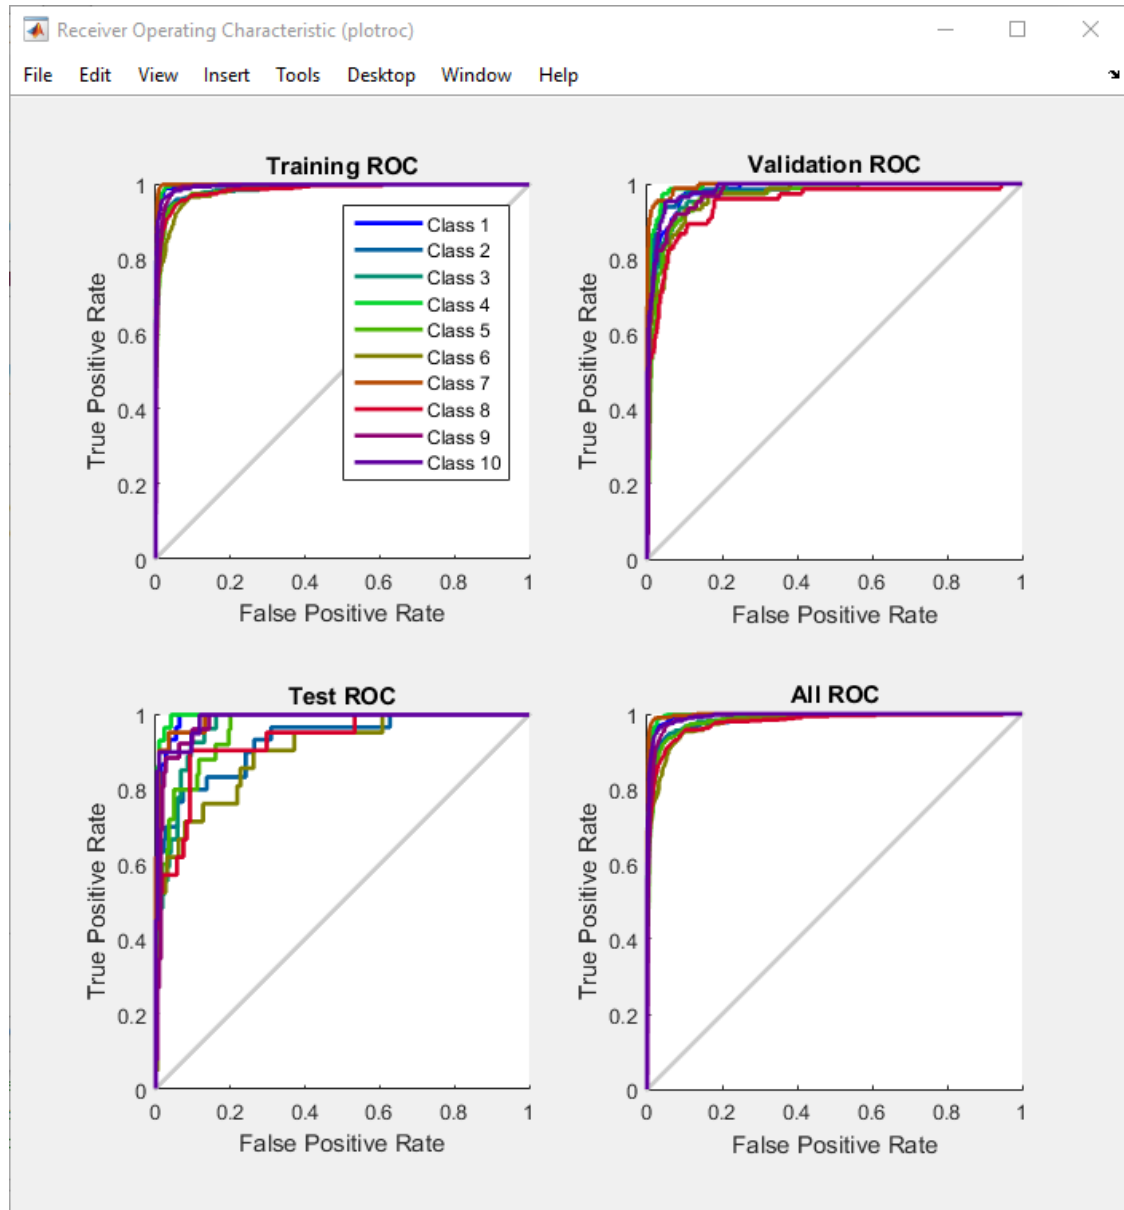 Receiver Operating Characteristic (plotroc)
File Edit View Insert Tools Desktop Window Help
Training ROC
True Positive Rate
1
0.8
0.6
0.4
0.2
0
Class 1
Class 2
Class 3
Class 4
Class 5
Class 6
Class 7
Class 8
Class 9
Class 10
0 0.2 0.4 0.6 0.8 1
False Positive Rate
Validation ROC
True Positive Rate
1
0.8
0.6
0.4
0.2
0
0 0.2 0.4 0.6 0.8 1
False Positive Rate
Test ROC
True Positive Rate
1
0.8
0.6
0.4
0.2
0
0 0.2 0.4 0.6 0.8 1
False Positive Rate
All ROC
True Positive Rate
1
0.8
0.6
0.4
0.2
0
0 0.2 0.4 0.6 0.8 1
False Positive Rate